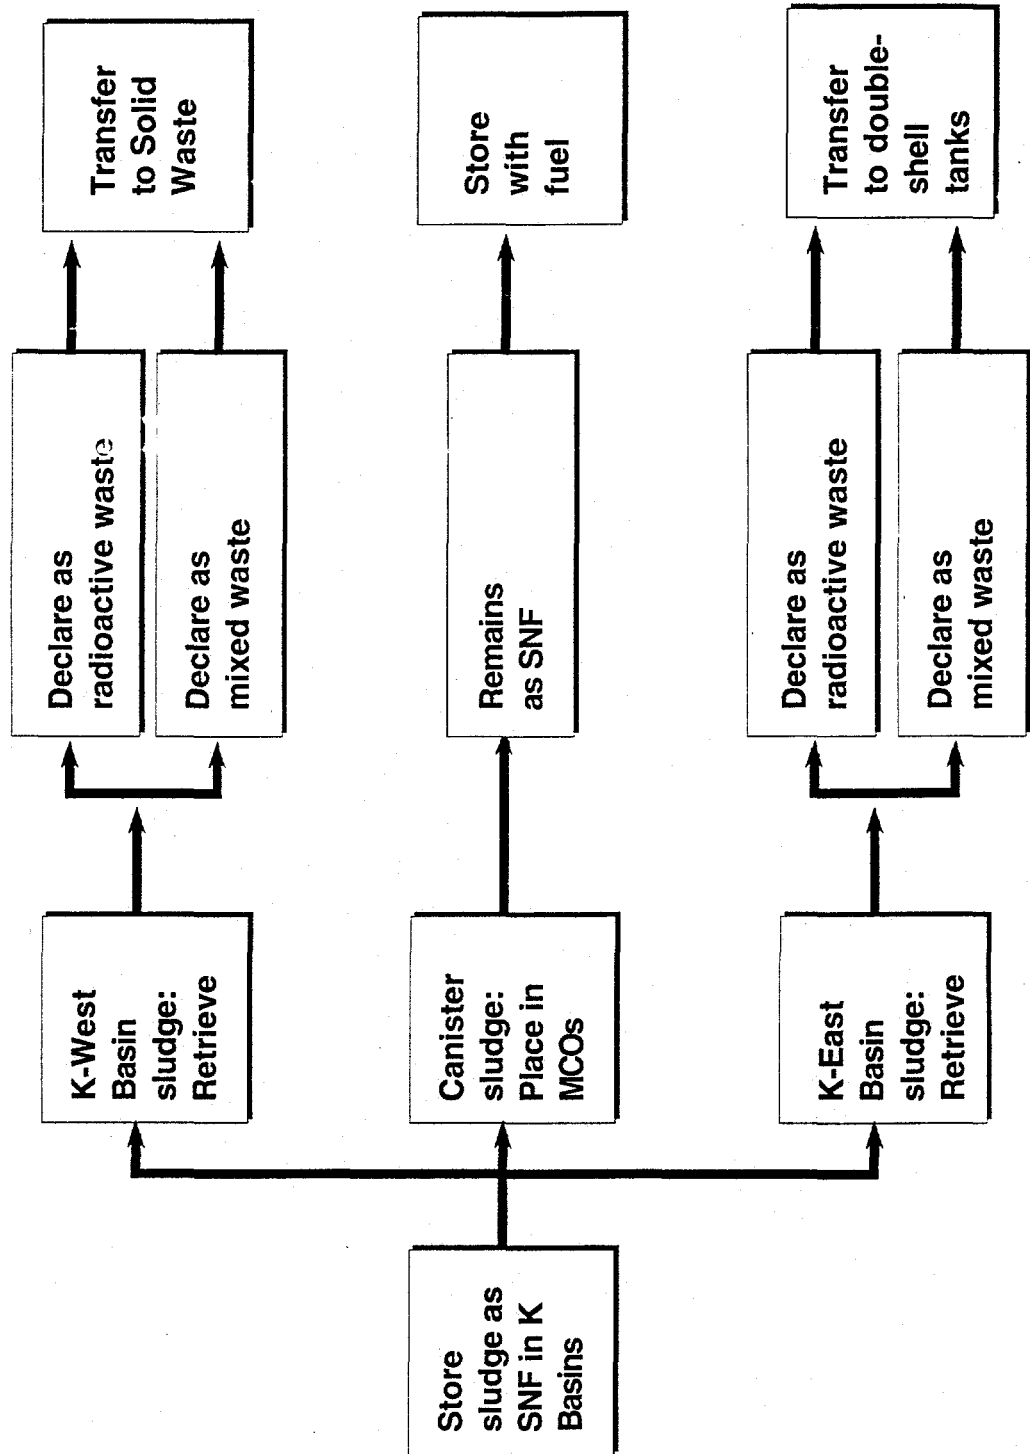 Store
sludge as
SNF in K
Basins
K-West
Basin
sludge:
Retrieve
Declare as
radioactive waste
Declare as
mixed waste
Transfer
to Solid
Waste
Canister
sludge:
Place in
MCOs
Remains
as SNF
Store
with
fuel
K-East
Basin
sludge:
Retrieve
Declare as
radioactive waste
Declare as
mixed waste
Transfer
to double-
shell
tanks